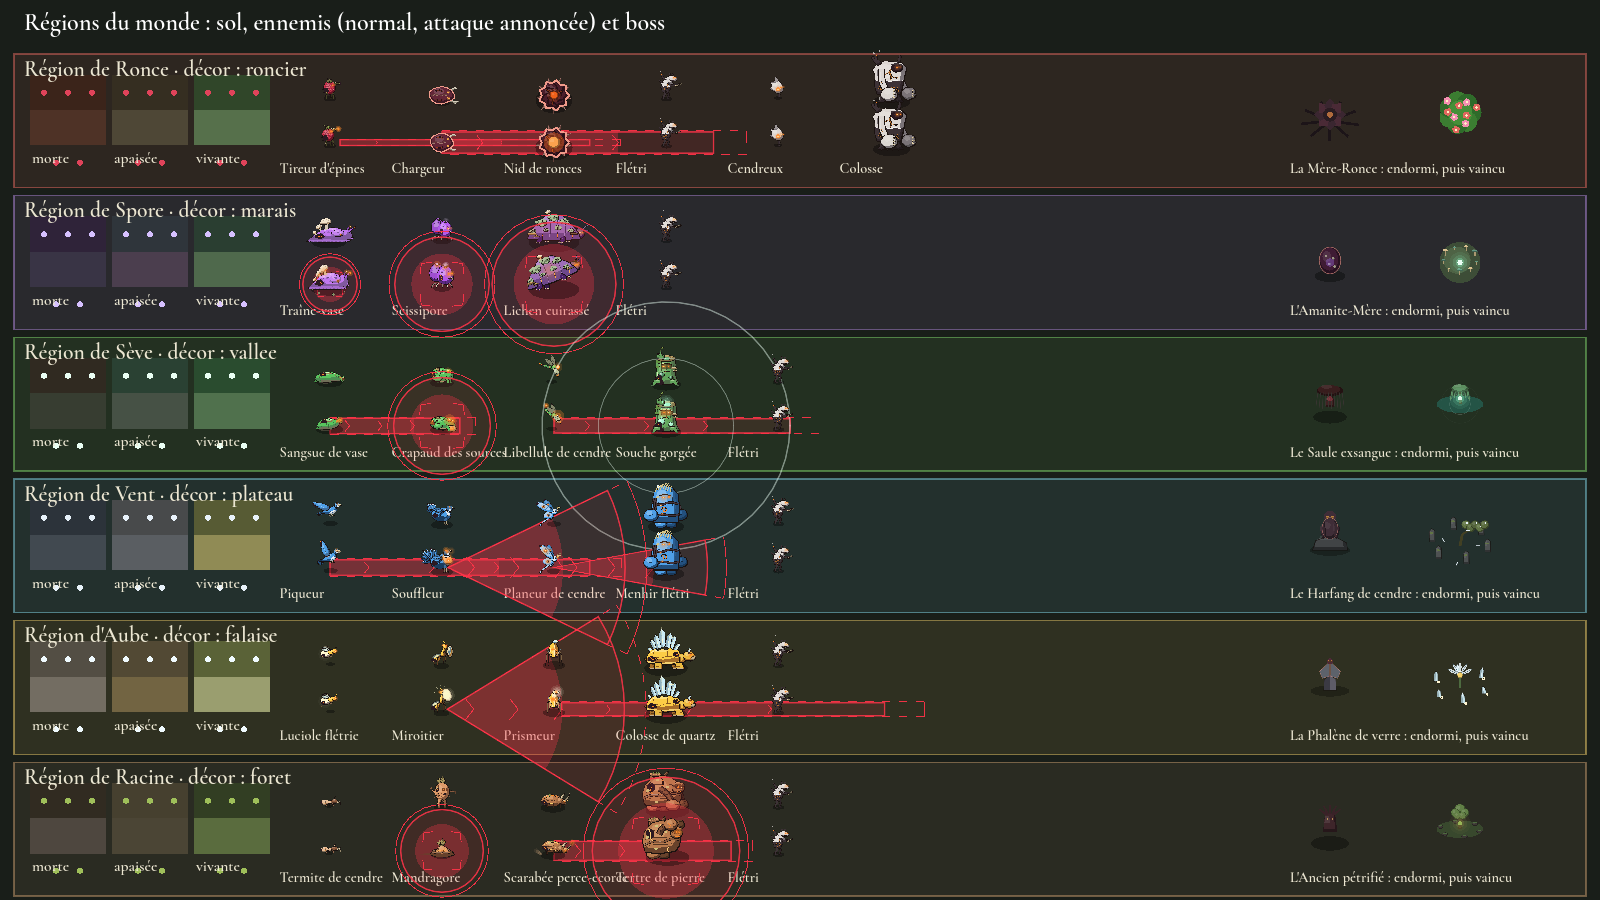 Régions du monde : sol, ennemis (normal, attaque annoncée) et boss
Région de Ronce · décor : roncier
morte apaisée vivante
Tireur d'épines Chargeur Nid de ronces Flétri Cendreux Colosse
La Mère-Ronce : endormi, puis vaincu
Région de Spore · décor : marais
morte apaisée vivante
Traîne-vase Scissipore Lichen cuirassé Flétri
L'Amanite-Mère : endormi, puis vaincu
Région de Sève · décor : vallee
morte apaisée vivante
Sangsue de vase Crapaud des sources Libellule de cendre Souche gorgée Flétri
Le Saule exsangue : endormi, puis vaincu
Région de Vent · décor : plateau
morte apaisée vivante
Piqueur Souffleur Planeur de cendre Menhir flétri Flétri
Le Harfang de cendre : endormi, puis vaincu
Région d'Aube · décor : falaise
morte apaisée vivante
Luciole flétrie Miroitier Prismeur Colosse de quartz Flétri
La Phalène de verre : endormi, puis vaincu
Région de Racine · décor : foret
morte apaisée vivante
Termite de cendre Mandragore Scarabée perce-écorce Tertre de pierre Flétri
L'Ancien pétrifié : endormi, puis vaincu